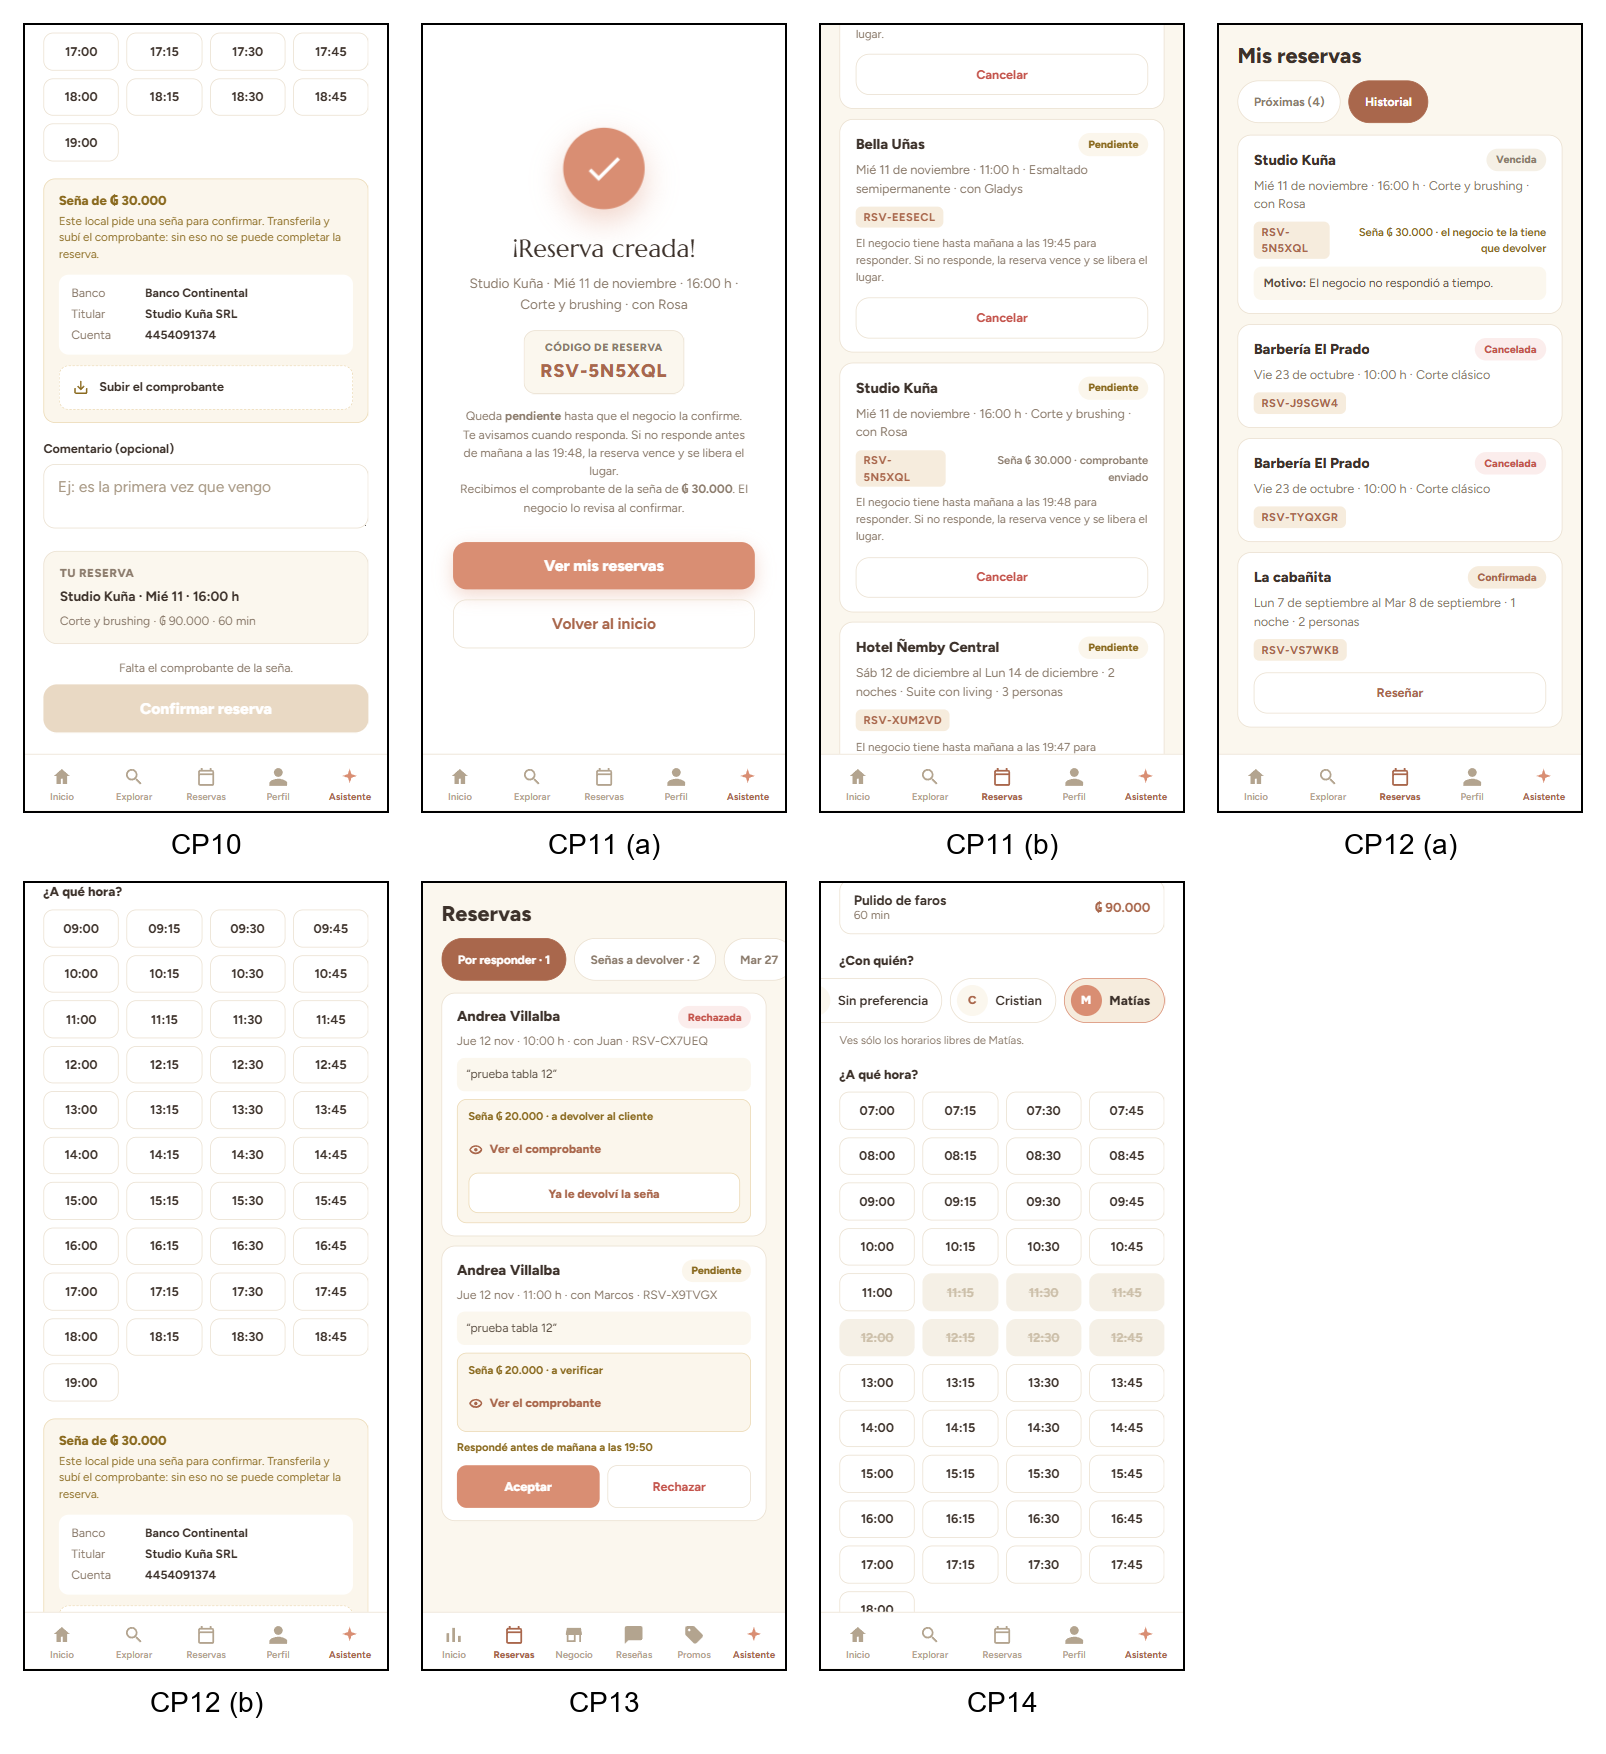 17:00 17:15 17:30 17:45
18:00 18:15 18:30 18:45
19:00
Seña de ₲ 30.000
Este local pide una seña para confirmar. Transferila y
subí el comprobante: sin eso no se puede completar la
reserva.
Banco Banco Continental
Titular Studio Kuña SRL
Cuenta 4454091374
Subir el comprobante
Comentario (opcional)
Ej: es la primera vez que vengo
TU RESERVA
Studio Kuña · Mié 11 · 16:00 h
Corte y brushing · ₲ 90.000 · 60 min
Falta el comprobante de la seña.
Confirmar reserva
Inicio Explorar Reservas Perfil Asistente
CP10
¡Reserva creada!
Studio Kuña · Mié 11 de noviembre · 16:00 h ·
Corte y brushing · con Rosa
CÓDIGO DE RESERVA
RSV-5N5XQL
Queda pendiente hasta que el negocio la confirme.
Te avisamos cuando responda. Si no responde antes
de mañana a las 19:48, la reserva vence y se libera el
lugar.
Recibimos el comprobante de la seña de ₲ 30.000. El
negocio lo revisa al confirmar.
Ver mis reservas
Volver al inicio
Inicio Explorar Reservas Perfil Asistente
CP11 (a)
lugar.
Cancelar
Bella Uñas Pendiente
Mié 11 de noviembre · 11:00 h · Esmaltado
semipermanente · con Gladys
RSV-EESECL
El negocio tiene hasta mañana a las 19:45 para
responder. Si no responde, la reserva vence y se libera el
lugar.
Cancelar
Studio Kuña Pendiente
Mié 11 de noviembre · 16:00 h · Corte y brushing ·
con Rosa
RSV-
5N5XQL
Seña ₲ 30.000 · comprobante
enviado
El negocio tiene hasta mañana a las 19:48 para
responder. Si no responde, la reserva vence y se libera el
lugar.
Cancelar
Hotel Ñemby Central Pendiente
Sáb 12 de diciembre al Lun 14 de diciembre · 2
noches · Suite con living · 3 personas
RSV-XUM2VD
El negocio tiene hasta mañana a las 19:47 para
Inicio Explorar Reservas Perfil Asistente
CP11 (b)
Mis reservas
Próximas (4) Historial
Studio Kuña Vencida
Mié 11 de noviembre · 16:00 h · Corte y brushing ·
con Rosa
RSV-
5N5XQL
Seña ₲ 30.000 · el negocio te la tiene
que devolver
Motivo: El negocio no respondió a tiempo.
Barbería El Prado Cancelada
Vie 23 de octubre · 10:00 h · Corte clásico
RSV-J9SGW4
Barbería El Prado Cancelada
Vie 23 de octubre · 10:00 h · Corte clásico
RSV-TYQXGR
La cabañita Confirmada
Lun 7 de septiembre al Mar 8 de septiembre · 1
noche · 2 personas
RSV-VS7WKB
Reseñar
Inicio Explorar Reservas Perfil Asistente
CP12 (a)
¿A qué hora?
09:00 09:15 09:30 09:45
10:00 10:15 10:30 10:45
11:00 11:15 11:30 11:45
12:00 12:15 12:30 12:45
13:00 13:15 13:30 13:45
14:00 14:15 14:30 14:45
15:00 15:15 15:30 15:45
16:00 16:15 16:30 16:45
17:00 17:15 17:30 17:45
18:00 18:15 18:30 18:45
19:00
Seña de ₲ 30.000
Este local pide una seña para confirmar. Transferila y
subí el comprobante: sin eso no se puede completar la
reserva.
Banco Banco Continental
Titular Studio Kuña SRL
Cuenta 4454091374
Inicio Explorar Reservas Perfil Asistente
CP12 (b)
Reservas
Por responder · 1 Señas a devolver · 2 Mar 27
Andrea Villalba Rechazada
Jue 12 nov · 10:00 h · con Juan · RSV-CX7UEQ
“prueba tabla 12”
Seña ₲ 20.000 · a devolver al cliente
Ver el comprobante
Ya le devolví la seña
Andrea Villalba Pendiente
Jue 12 nov · 11:00 h · con Marcos · RSV-X9TVGX
“prueba tabla 12”
Seña ₲ 20.000 · a verificar
Ver el comprobante
Respondé antes de mañana a las 19:50
Aceptar Rechazar
Inicio Reservas Negocio Reseñas Promos Asistente
CP13
Pulido de faros ₲ 90.000
60 min
¿Con quién?
Sin preferencia C Cristian M Matías
Ves sólo los horarios libres de Matías.
¿A qué hora?
07:00 07:15 07:30 07:45
08:00 08:15 08:30 08:45
09:00 09:15 09:30 09:45
10:00 10:15 10:30 10:45
11:00 11:15 11:30 11:45
12:00 12:15 12:30 12:45
13:00 13:15 13:30 13:45
14:00 14:15 14:30 14:45
15:00 15:15 15:30 15:45
16:00 16:15 16:30 16:45
17:00 17:15 17:30 17:45
18:00
Inicio Explorar Reservas Perfil Asistente
CP14